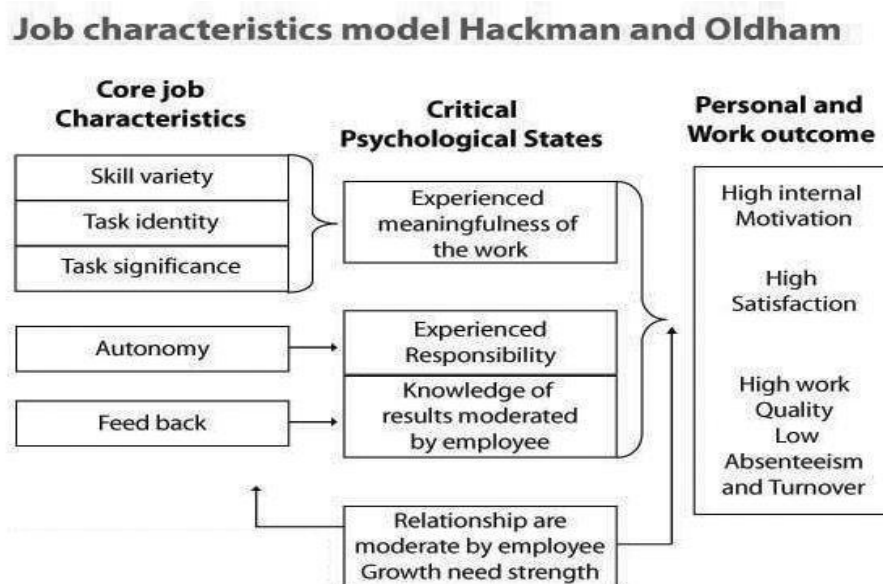 Job characteristics model Hackman and Oldham
Core job
Characteristics
Skill variety
Task identity
Task significance
Autonomy
Feed back
Critical
Psychological States
Experienced
meaningfulness of
the work
Experienced
Responsibility
Knowledge of
results moderated
by employee
Relationship are
moderate by employee
Growth need strength
Personal and
Work outcome
High internal
Motivation
High
Satisfaction
High work
Quality
Low
Absenteeism
and Turnover